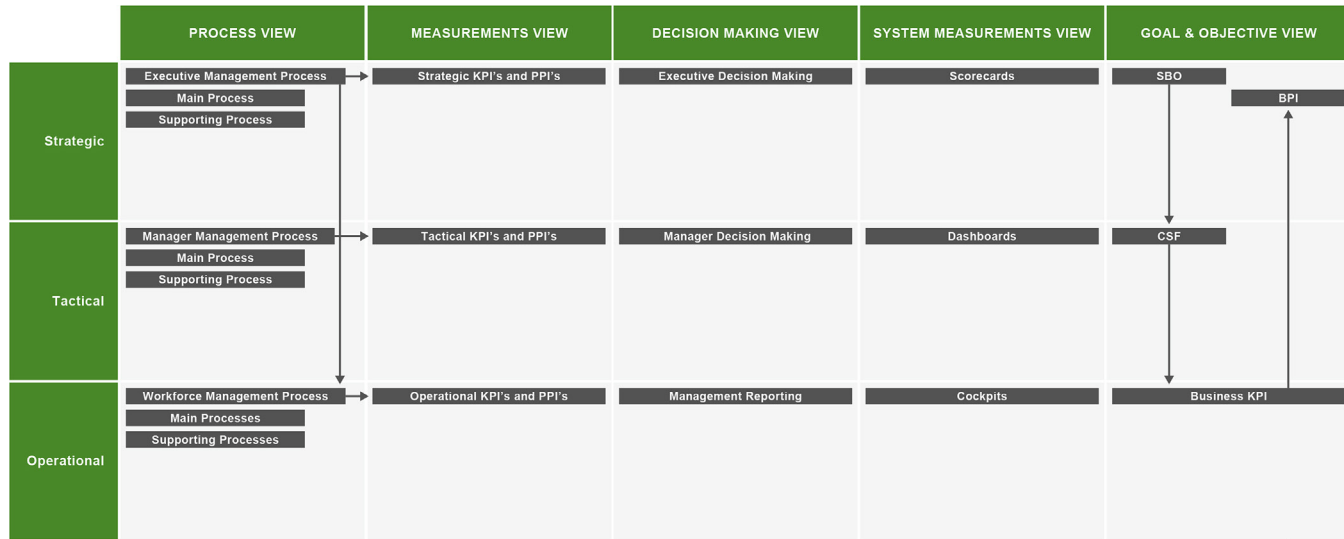 PROCESS VIEW
MEASUREMENTS VIEW
DECISION MAKING VIEW
SYSTEM MEASUREMENTS VIEW
GOAL & OBJECTIVE VIEW
Strategic
Executive Management Process
Main Process
Supporting Process
Strategic KPI's and PPI's
Executive Decision Making
Scorecards
SBO
BPI
Tactical
Manager Management Process
Main Process
Supporting Process
Tactical KPI's and PPI's
Manager Decision Making
Dashboards
CSF
Operational
Workforce Management Process
Main Processes
Supporting Processes
Operational KPI's and PPI's
Management Reporting
Cockpits
Business KPI